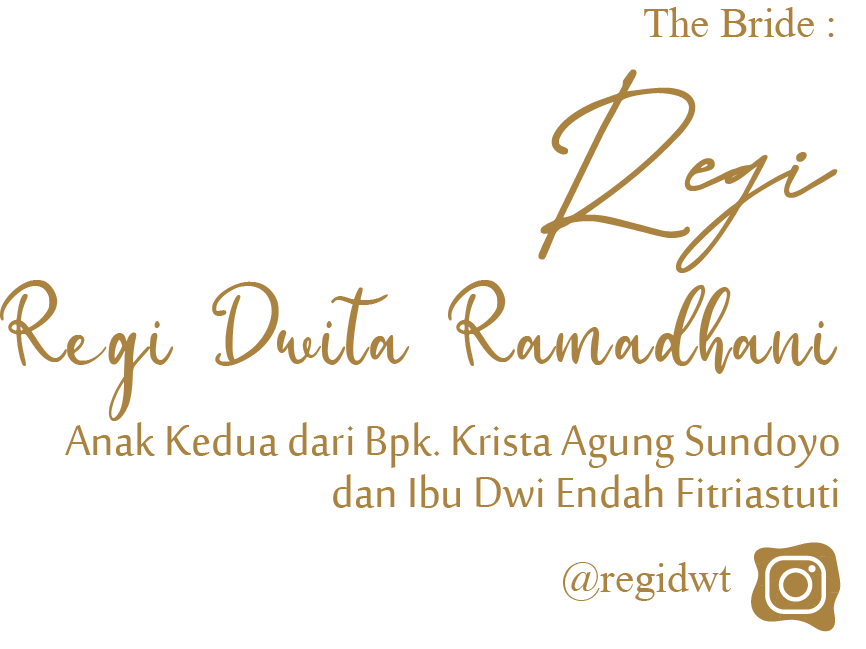 The Bride :
Regi
Regi Dwita Ramadhani
Anak Kedua dari Bpk. Krista Agung Sundoyo
dan Ibu Dwi Endah Fitriastuti
@regidwt